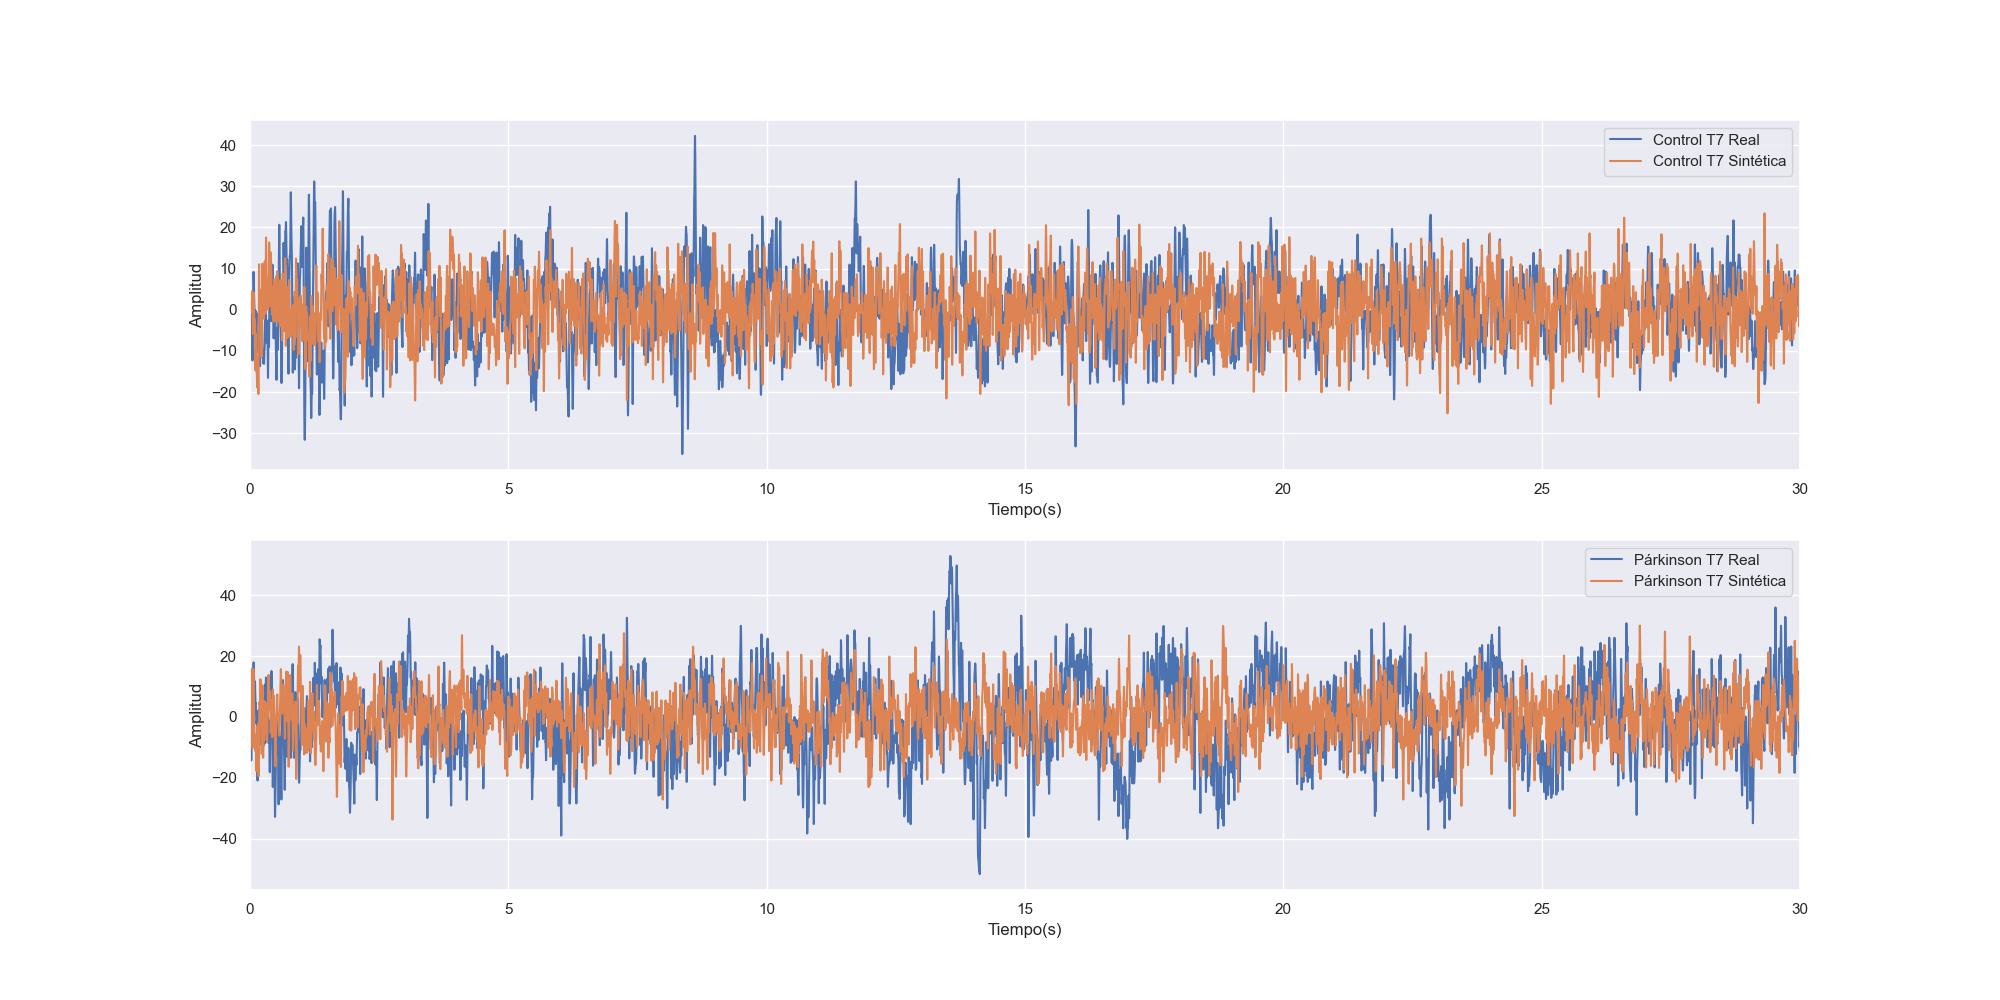 Control T7 Real
Control T7 Sintética
40
30
20
10
0
−10
−20
−30
Amplitud
0 5 10 15 20 25 30
Tiempo(s)
Párkinson T7 Real
Párkinson T7 Sintética
40
20
0
−20
−40
Amplitud
0 5 10 15 20 25 30
Tiempo(s)